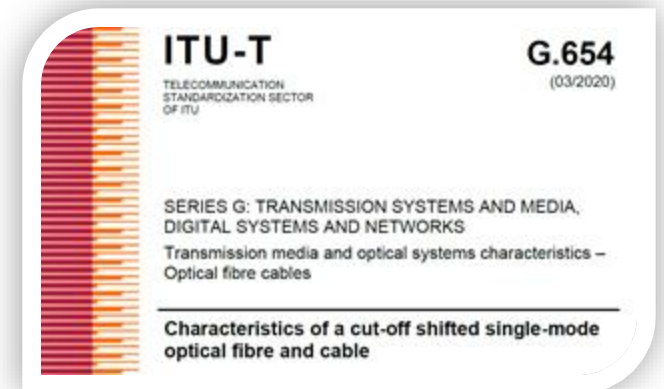 ITU-T
G.654
TELECOMMUNICATION
STANDARDIZATION SECTOR
OF ITU
(03/2020)
SERIES G: TRANSMISSION SYSTEMS AND MEDIA,
DIGITAL SYSTEMS AND NETWORKS
Transmission media and optical systems characteristics –
Optical fibre cables
Characteristics of a cut-off shifted single-mode
optical fibre and cable